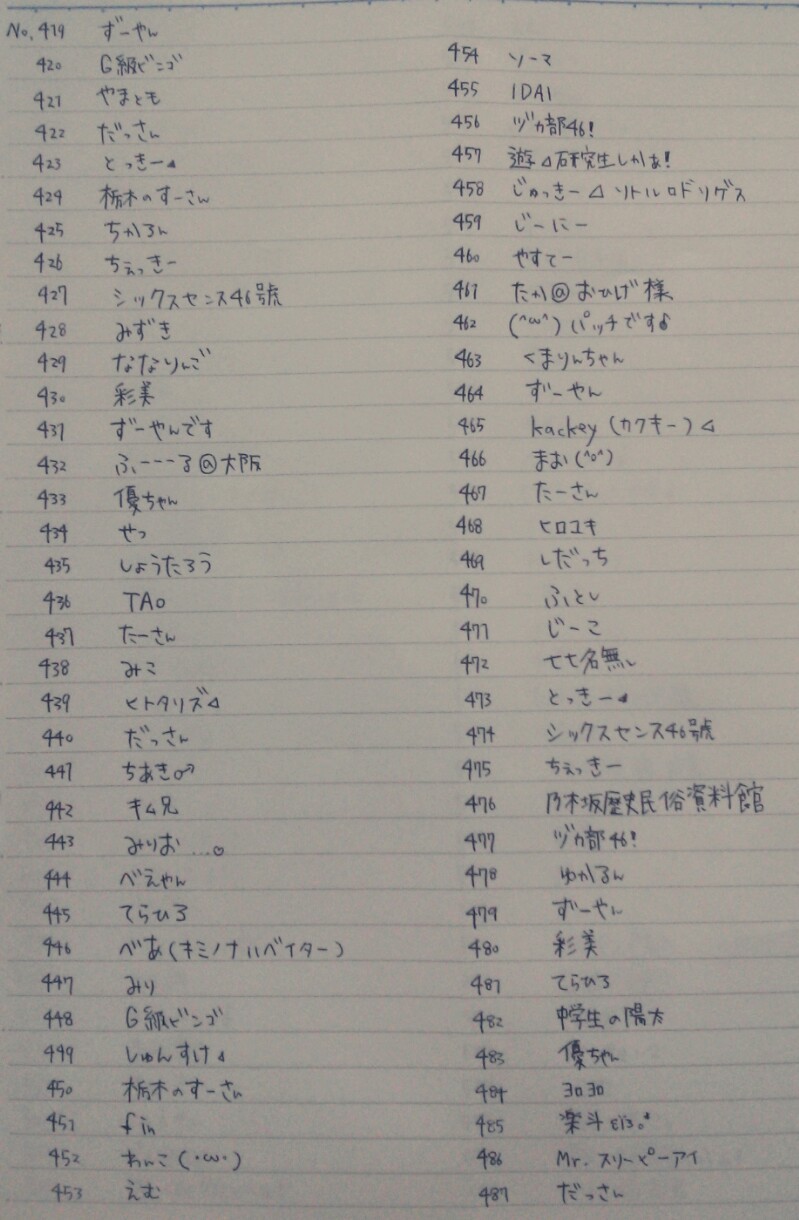 No. 419 ずーやん
420 G級ビンゴ
421 やまとも
422 だっさん
423 とっきー⊿
424 栃木のすーさん
425 ちかろん
426 ちぇっきー
427 シックスセンス46号虎
428 みずき
429 ななりんご
430 彩美
431 ずーやんです
432 ふーーーる@大阪
433 優ちゃん
434 せっ
435 しょうたろう
436 TAO
437 たーさん
438 みこ
439 ヒトタリズ⊿
440 だっさん
441 ちあき♂
442 キム兄
443 みりお...♡
444 べえやん
445 てらひろ
446 べあ(キミノナハベイター)
447 みり
448 G級ビンゴ
449 しゅんすけ⊿
450 栃木のすーさん
451 fin
452 わんこ(・ω・)
453 えむ
454 ソーマ
455 IDAI
456 ヅカ部46!
457 遊⊿研究生しかぁ!
458 じゅっきー⊿リトルロドリゲス
459 じーにー
460 やすてー
461 たか@おひげ様
462 (^ω^)パッチです♪
463 くまりんちゃん
464 ずーやん
465 kackey(カクキー)⊿
466 まお(^o^)
467 たーさん
468 ヒロユキ
469 しだっち
470 ふとし
471 じーこ
472 七七名無し
473 とっきー⊿
474 シックスセンス46号虎
475 ちぇっきー
476 乃木坂歴史民俗資料館
477 ヅカ部46!
478 ゆかるん
479 ずーやん
480 彩美
481 てらひろ
482 中学生の陽太
483 優ちゃん
484 ヨロヨロ
485 楽斗
486 Mr.スリーピーアイ
487 だっさん